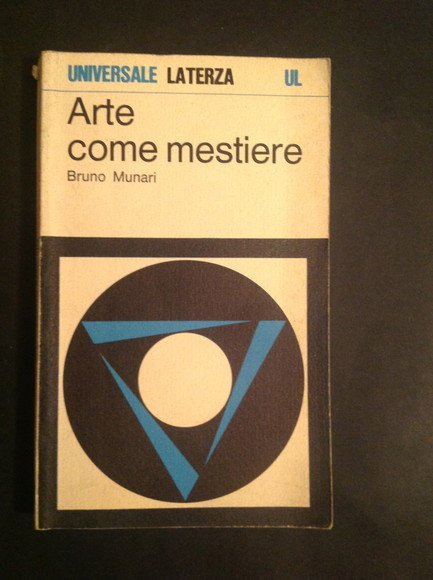 UNIVERSALE LATERZA UL
Arte
come mestiere
Bruno Munari